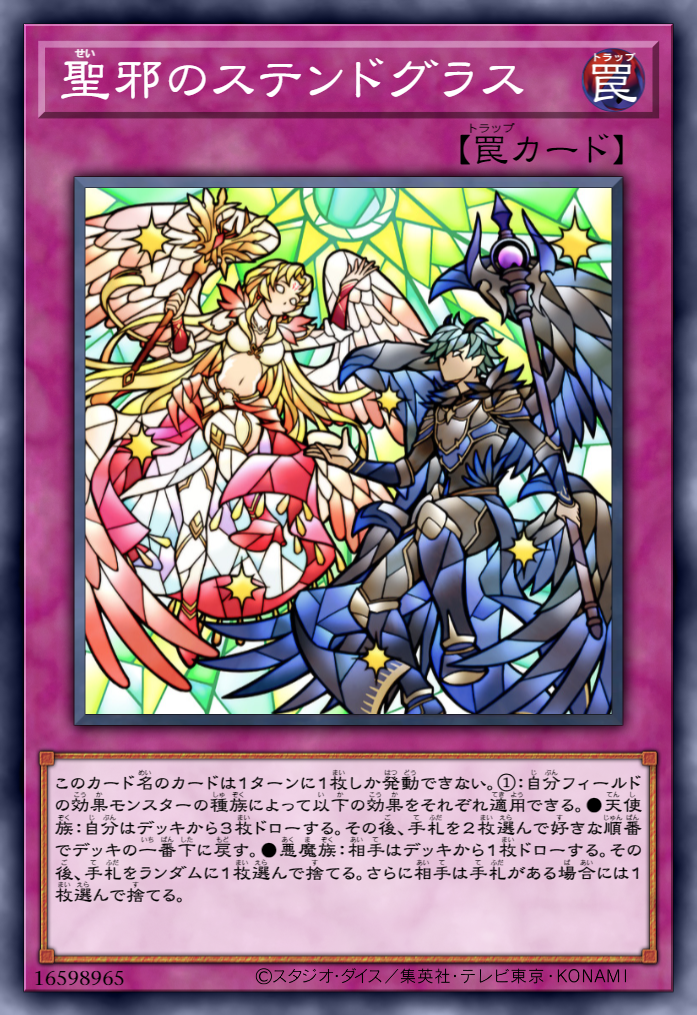 聖邪のステンドグラス
罠
【罠カード】
このカード名のカードは1ターンに1枚しか発動できない。①:自分フィールド
の効果モンスターの種族によって以下の効果をそれぞれ適用できる。●天使
族:自分はデッキから3枚ドローする。その後、手札を2枚選んで好きな順番
でデッキの一番下に戻す。●悪魔族:相手はデッキから1枚ドローする。その
後、手札をランダムに1枚選んで捨てる。さらに相手は手札がある場合には1
枚選んで捨てる。
16598965
©スタジオ・ダイス/集英社・テレビ東京・KONAMI